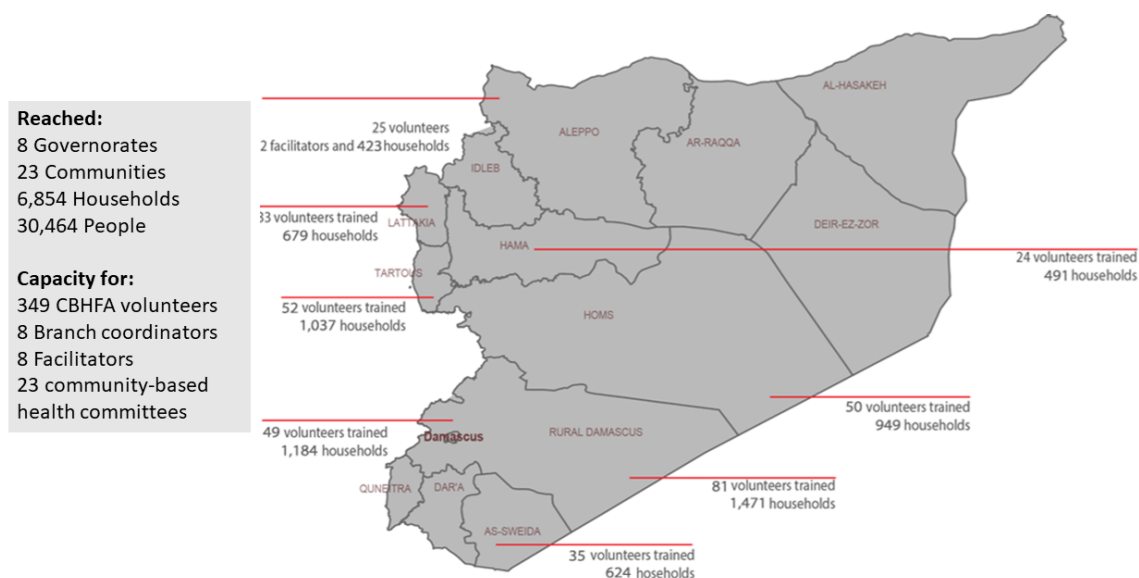 Reached:
8 Governorates
23 Communities
6,854 Households
30,464 People
Capacity for:
349 CBHFA volunteers
8 Branch coordinators
8 Facilitators
23 community-based
health committees
25 volunteers
2 facilitators and 423 households
33 volunteers trained
679 households
52 volunteers trained
1,037 households
49 volunteers trained
1,184 households
24 volunteers trained
491 households
50 volunteers trained
949 households
81 volunteers trained
1,471 households
35 volunteers trained
624 hoseholds
AL-HASAKEH
ALEPPO
AR-RAQQA
IDLEB
LATTAKIA
DEIR-EZ-ZOR
HAMA
TARTOUS
HOMS
Damascus
RURAL DAMASCUS
QUNEITRA
DAR'A
AS-SWEIDA